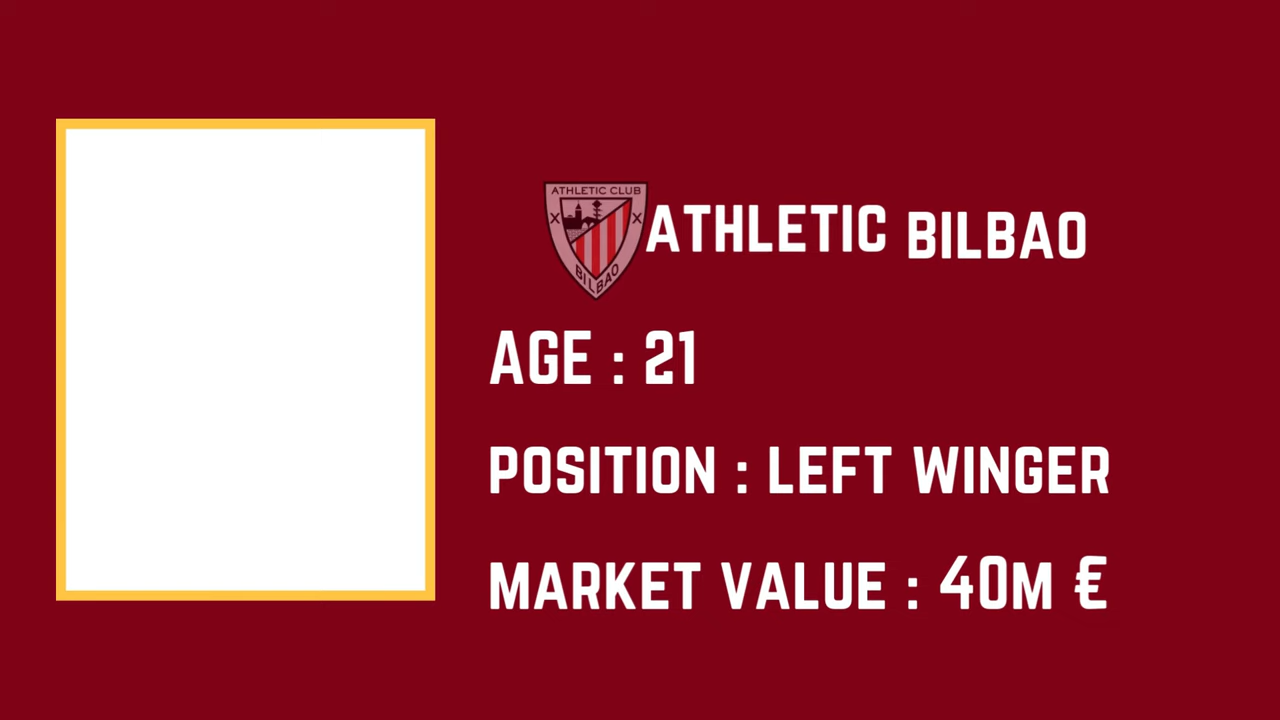 ATHLETIC CLUB
BILBAO
ATHLETIC BILBAO
AGE : 21
POSITION : LEFT WINGER
MARKET VALUE : 40M €